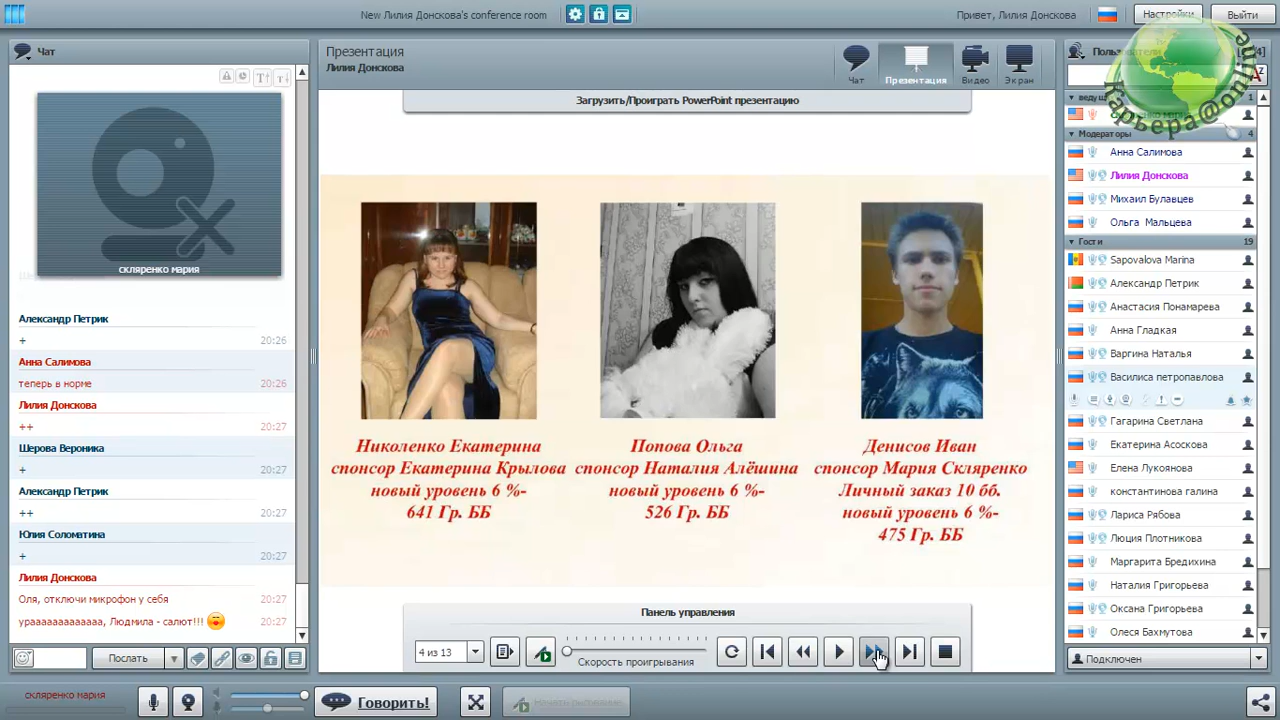 New Лилия Донскова's conference room
Привет, Лилия Донскова
Настройки
Выйти
Чат
скляренко мария
Александр Петрик
+
20:26
Анна Салимова
теперь в норме
20:26
Лилия Донскова
++
20:27
Шерова Вероника
+
20:27
Александр Петрик
++
20:27
Юлия Соломатина
+
20:27
Лилия Донскова
Оля, отключи микрофон у себя
20:27
ураааааааааааа, Людмила - салют!!!
20:27
Послать
Презентация
Лилия Донскова
Чат
Презентация
Видео
Экран
Загрузить/Проиграть PowerPoint презентацию
Николенко Екатерина
спонсор Екатерина Крылова
новый уровень 6 %-
641 Гр. ББ
Попова Ольга
спонсор Наталия Алёшина
новый уровень 6 %-
526 Гр. ББ
Денисов Иван
спонсор Мария Скляренко
Личный заказ 10 бб.
новый уровень 6 %-
475 Гр. ББ
Панель управления
4 из 13
Скорость проигрывания
Карьера@online
Модераторы
4
Анна Салимова
Лилия Донскова
Михаил Булавцев
Ольга Мальцева
Гости
19
Sapovalova Marina
Александр Петрик
Анастасия Понамарева
Анна Гладкая
Варгина Наталья
Василиса петропавлова
Гагарина Светлана
Екатерина Асоскова
Елена Лукоянова
константинова галина
Лариса Рябова
Люция Плотникова
Маргарита Бредихина
Наталия Григорьева
Оксана Григорьева
Олеся Бахмутова
Подключен
скляренко мария
Говорить!